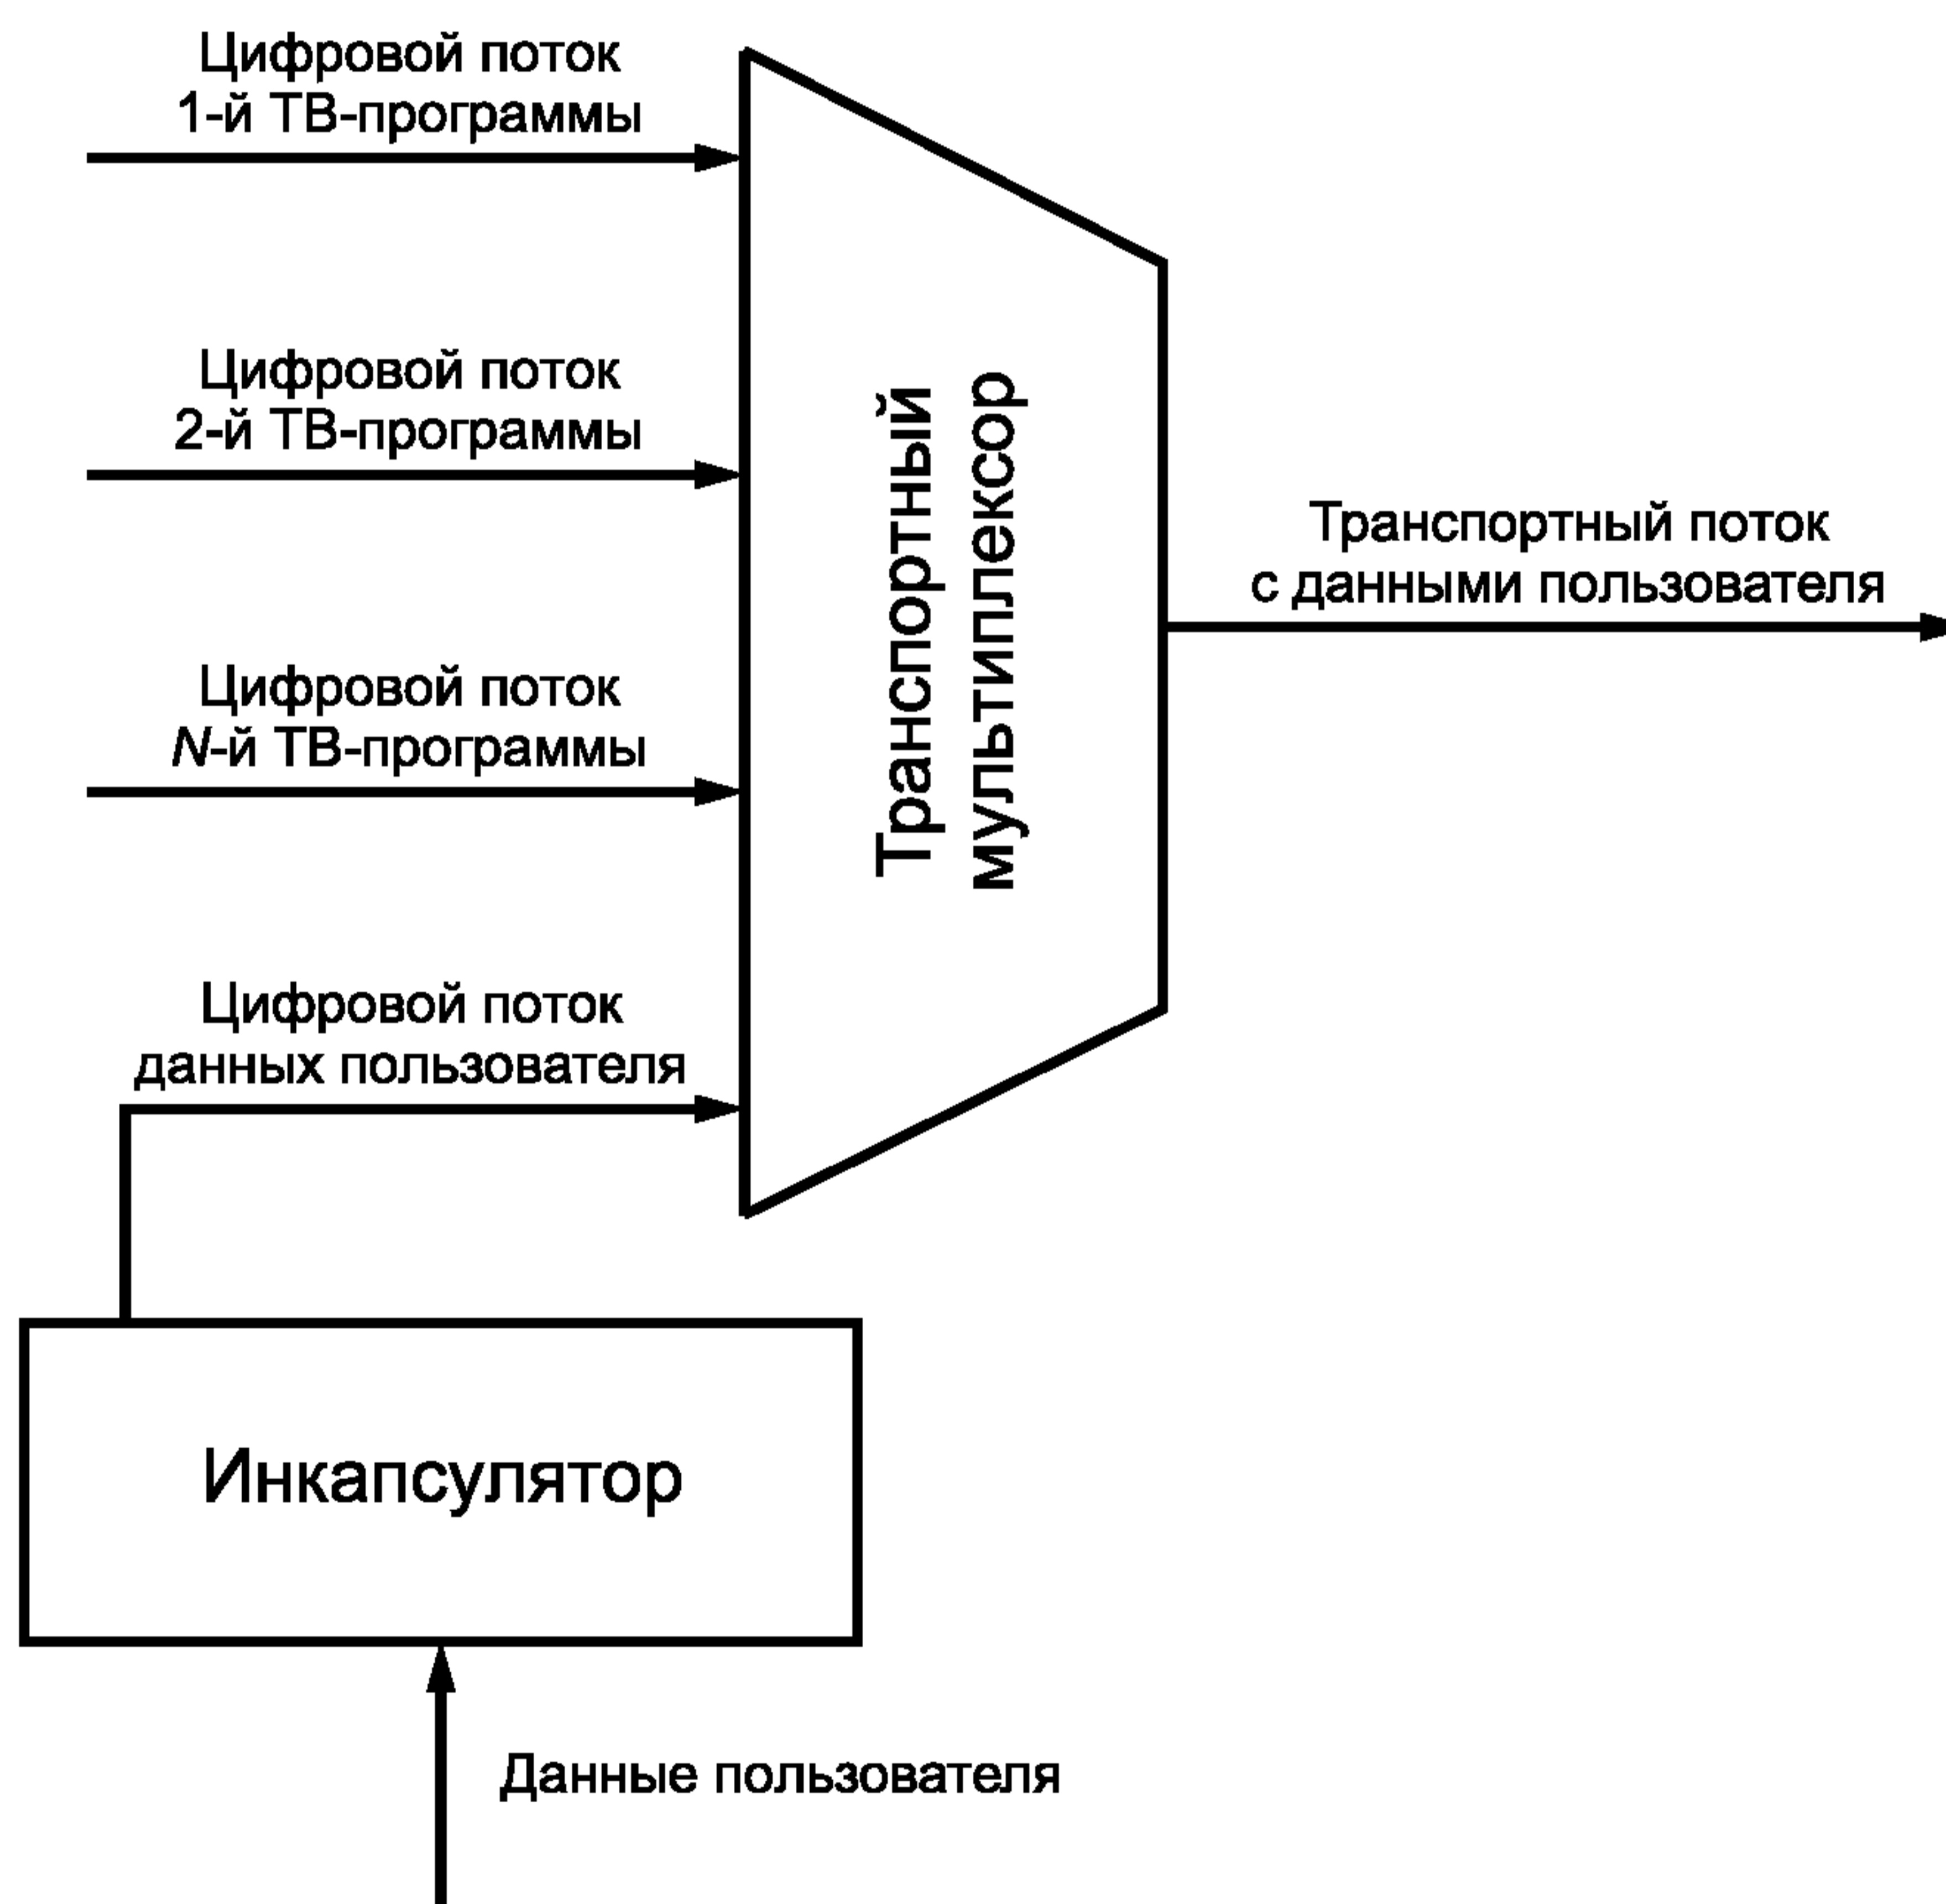 Цифровой поток
1-й ТВ-программы
Цифровой поток
2-й ТВ-программы
Цифровой поток
N-й ТВ-программы
Цифровой поток
данных пользователя
Транспортный
мультиплексор
Транспортный поток
с данными пользователя
Инкапсулятор
Данные пользователя